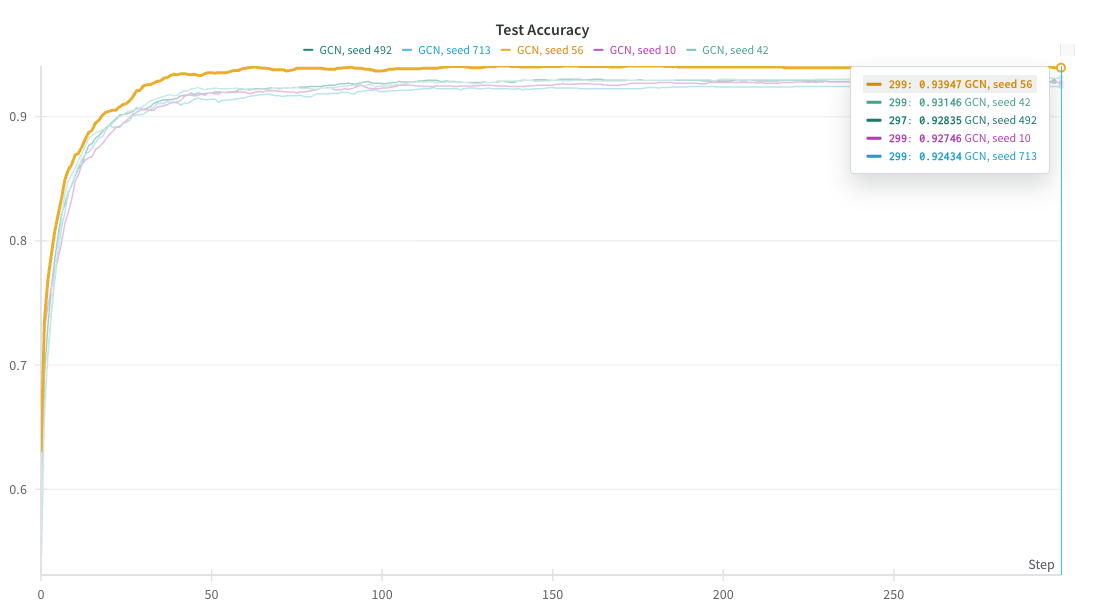 Test Accuracy
GCN, seed 492 GCN, seed 713 GCN, seed 56 GCN, seed 10 GCN, seed 42
299: 0.93947 GCN, seed 56
299: 0.93146 GCN, seed 42
297: 0.92835 GCN, seed 492
299: 0.92746 GCN, seed 10
299: 0.92434 GCN, seed 713
0.9
0.8
0.7
0.6
Step
0 50 100 150 200 250